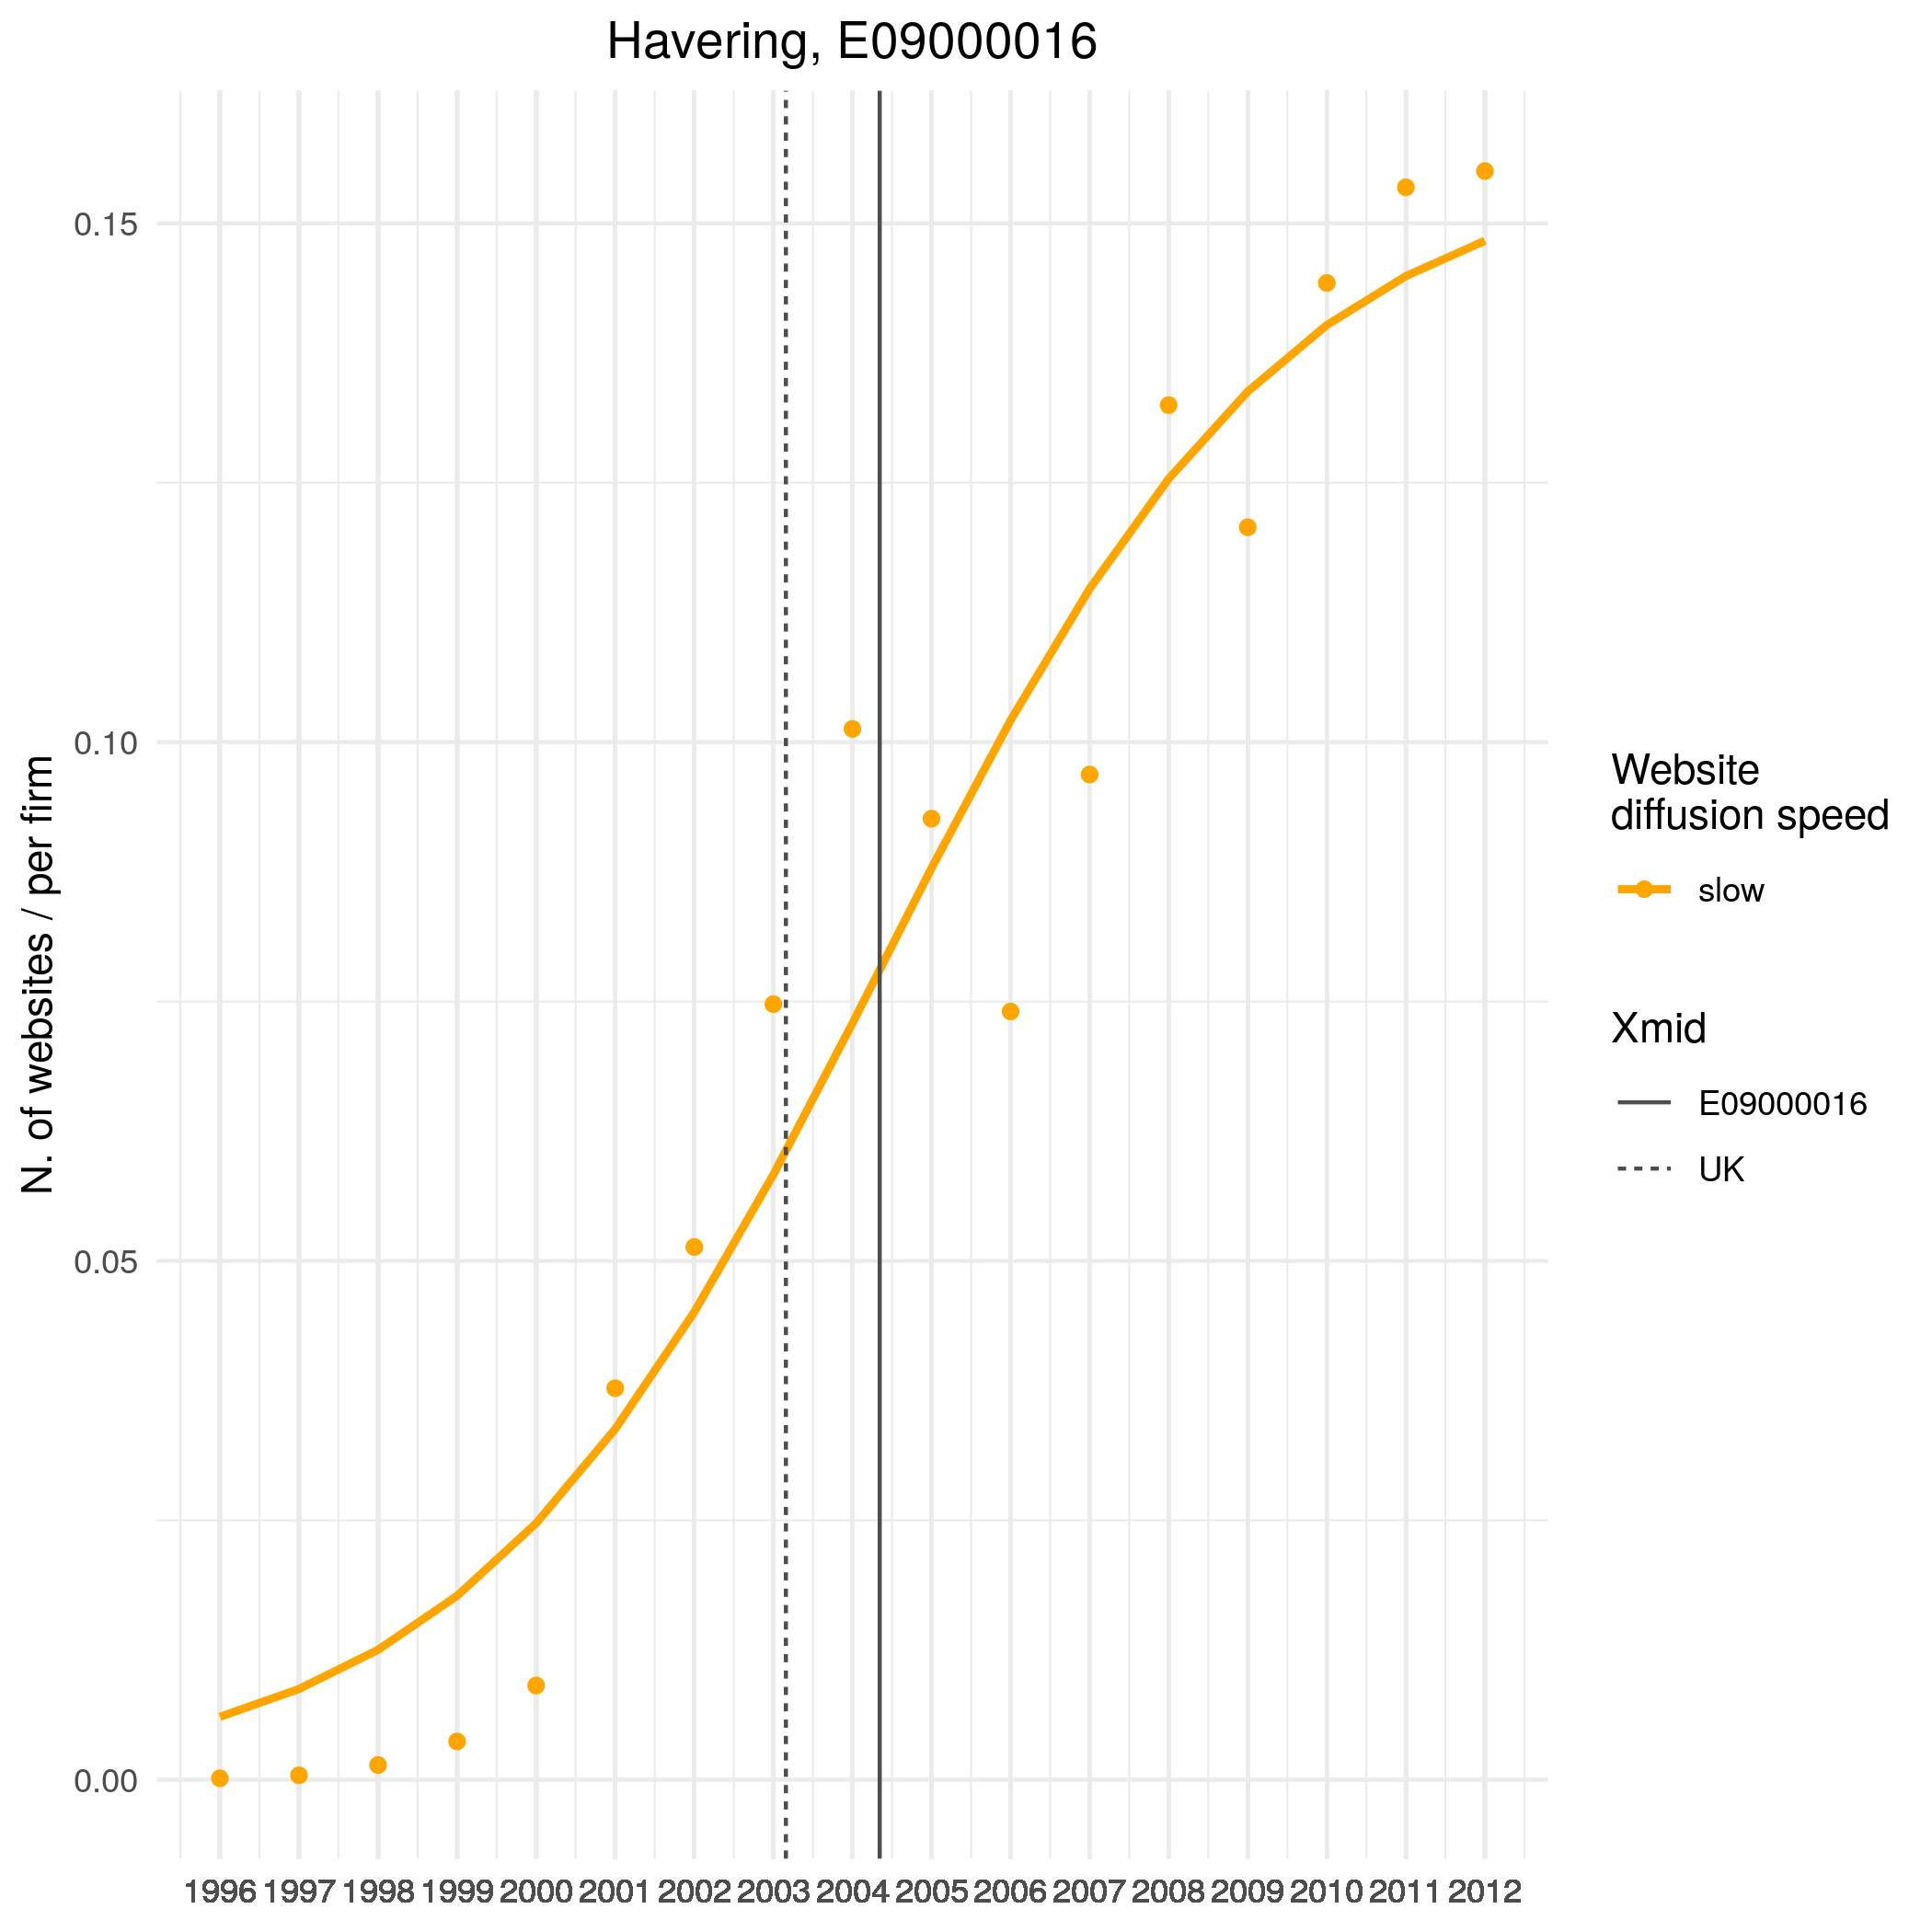 Havering, E09000016
N. of websites / per firm
0.15
0.10
0.05
0.00
1996 1997 1998 1999 2000 2001 2002 2003 2004 2005 2006 2007 2008 2009 2010 2011 2012
Website
diffusion speed
slow
Xmid
E09000016
UK